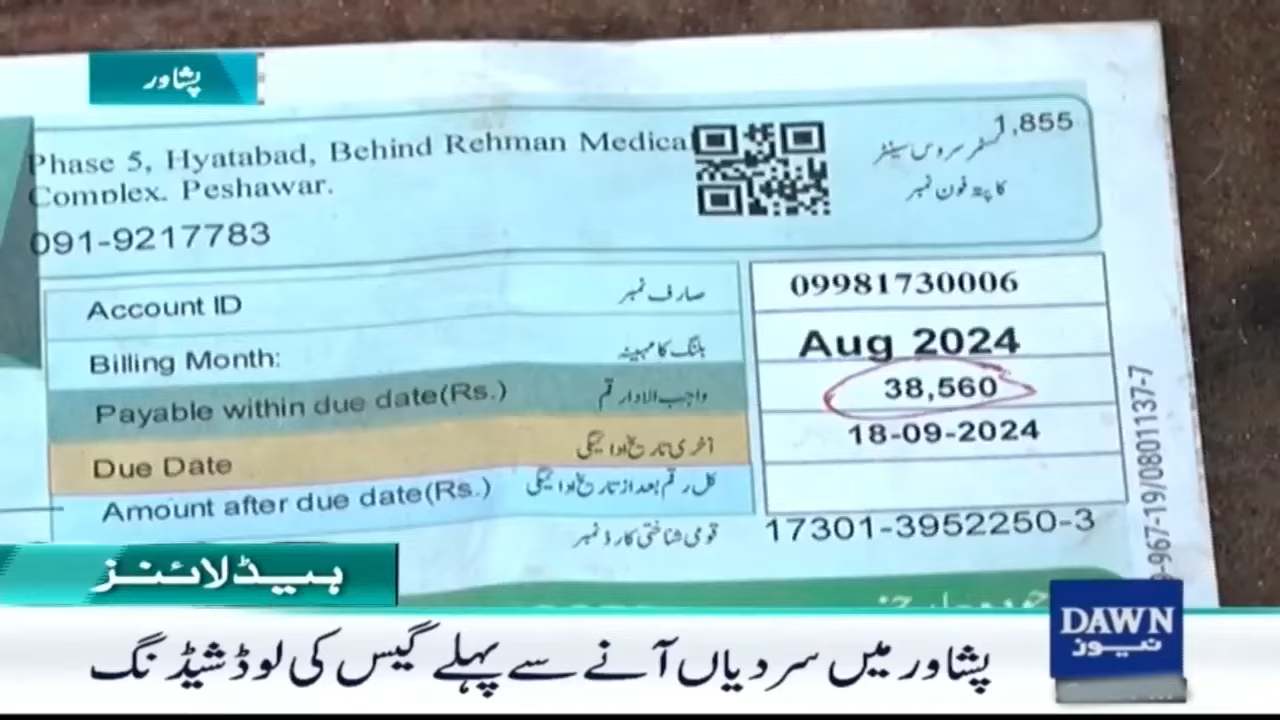 پشاور
1,855
Phase 5, Hyatabad, Behind Rehman Medical
Complex. Peshawar.
کسٹمر سروس سینٹر
کا پتہ فون نمبر
091-9217783
Account ID صارف نمبر 09981730006
Billing Month: بلنگ کا مہینہ Aug 2024
Payable within due date(Rs.) واجب الادا رقم 38,560
Due Date آخری تاریخ ادائیگی 18-09-2024
Amount after due date(Rs.) کل رقم بعد از تاریخ ادائیگی
قومی شناختی کارڈ نمبر 17301-3952250-3
-967-19/0801137-7
ہیڈلائنز
DAWN
نیوز
پشاور میں سردیاں آنے سے پہلے گیس کی لوڈشیڈنگ